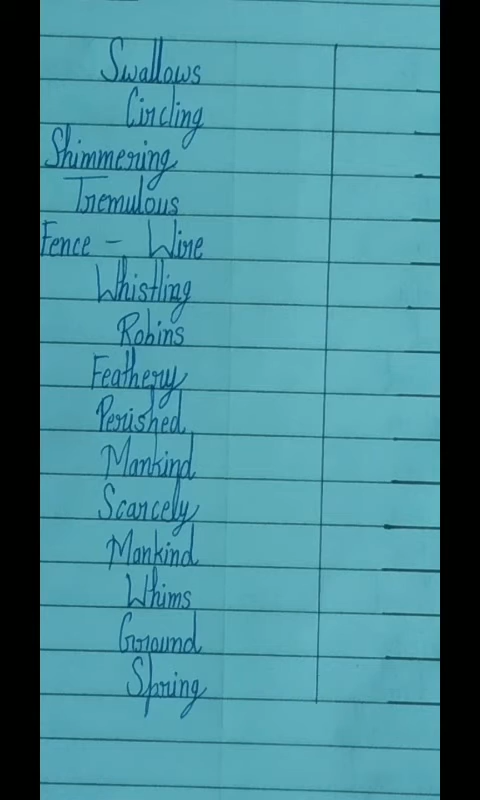 Swallows
Circling
Shimmering
Tremulous
Fence - Wire
Whistling
Robins
Feathery
Perished
Mankind
Scarcely
Mankind
Whims
Ground
Spring